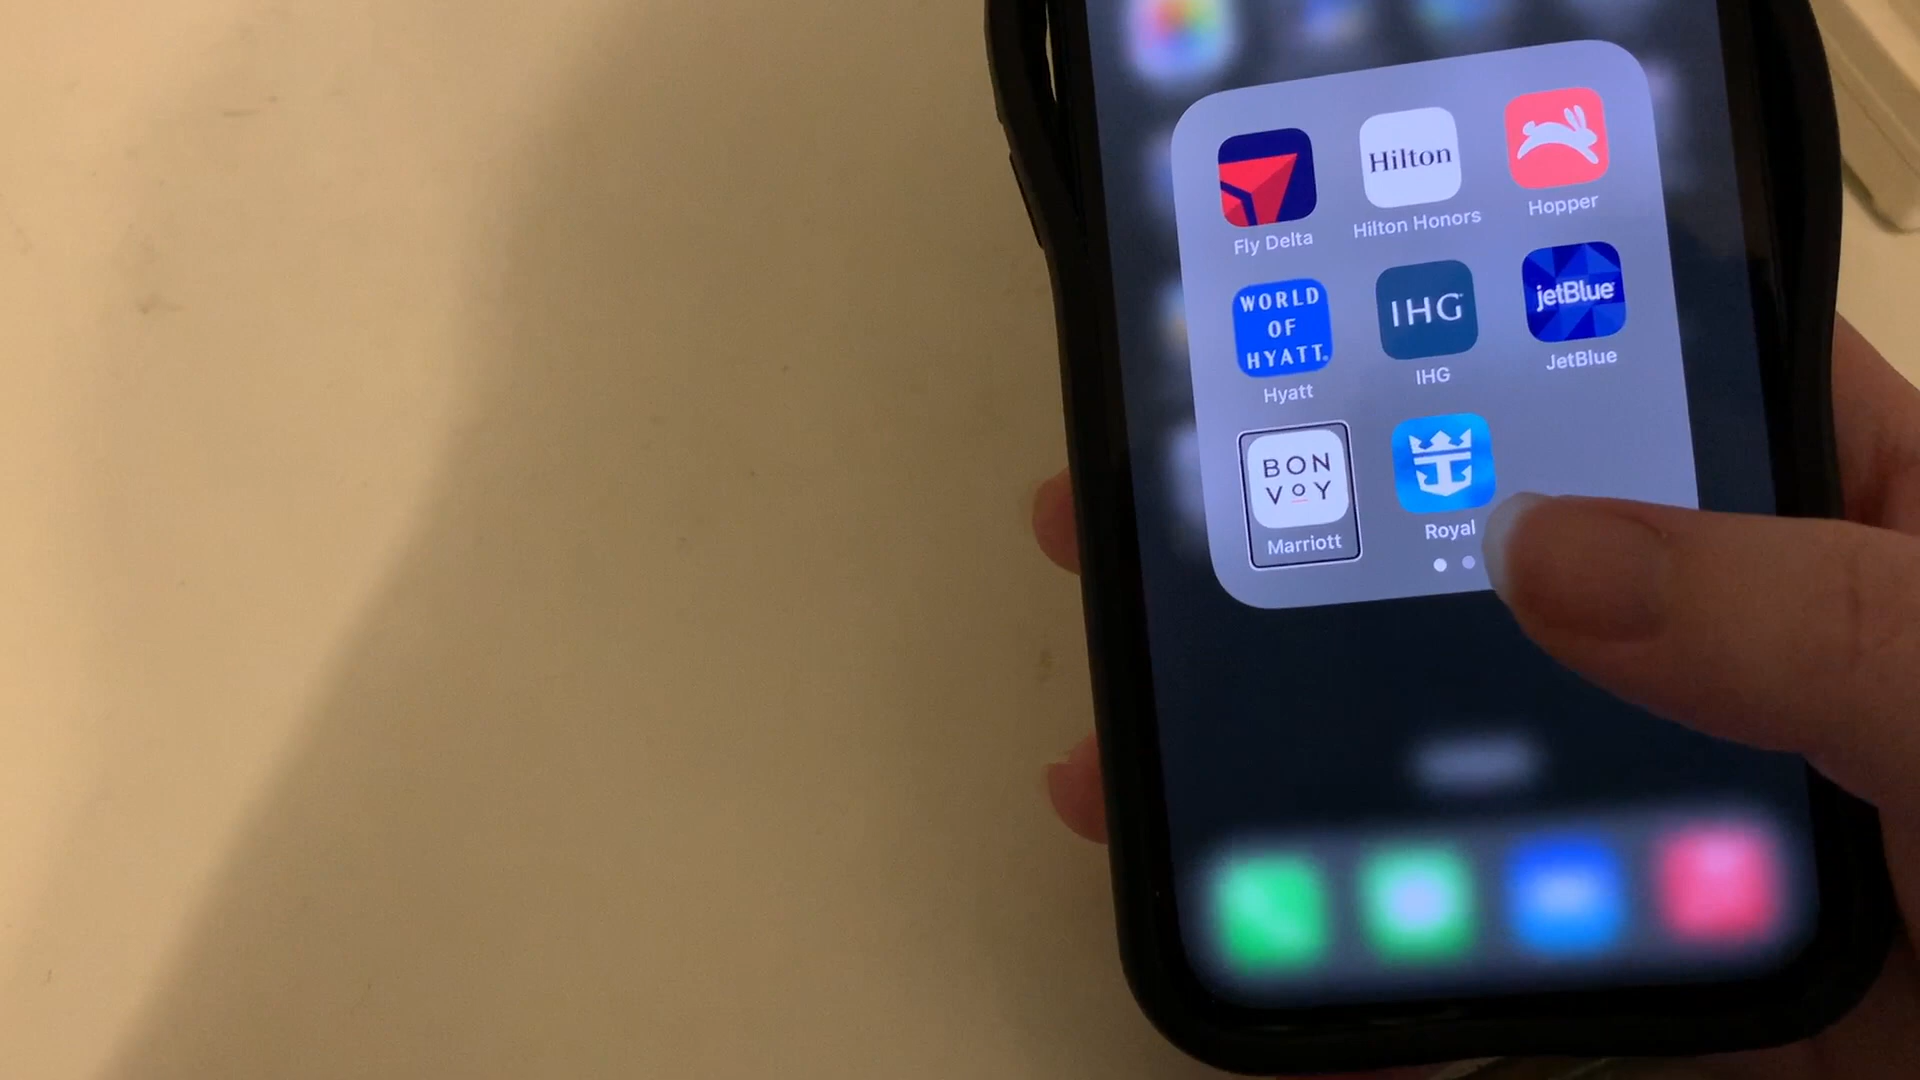 Hilton
Fly Delta
Hilton Honors
Hopper
WORLD
OF
HYATT.
IHG
jetBlue
Hyatt
IHG
JetBlue
BON
VOY
Marriott
Royal